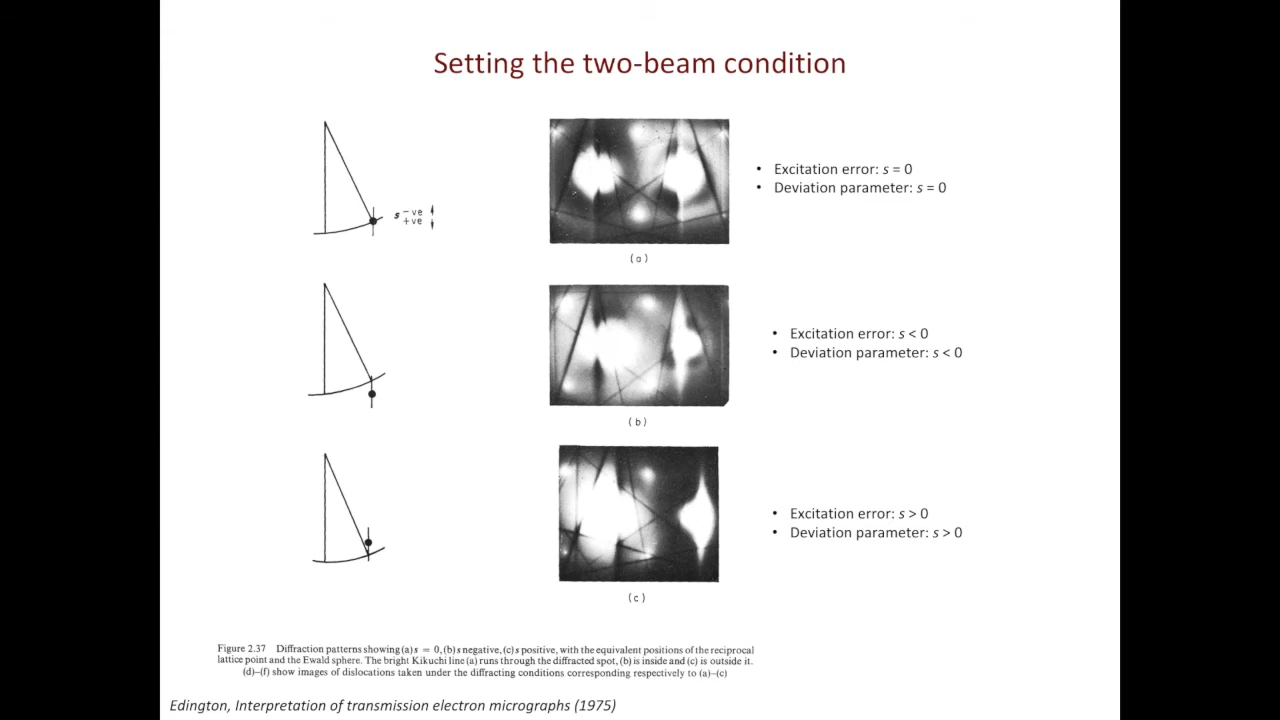 Setting the two-beam condition
s -ve
+ve
(a)
• Excitation error: s = 0
• Deviation parameter: s = 0
(b)
• Excitation error: s < 0
• Deviation parameter: s < 0
(c)
• Excitation error: s > 0
• Deviation parameter: s > 0
Figure 2.37 Diffraction patterns showing (a) s = 0, (b) s negative, (c) s positive, with the equivalent positions of the reciprocal
lattice point and the Ewald sphere. The bright Kikuchi line (a) runs through the diffracted spot, (b) is inside and (c) is outside it.
(d)–(f) show images of dislocations taken under the diffracting conditions corresponding respectively to (a)–(c)
Edington, Interpretation of transmission electron micrographs (1975)